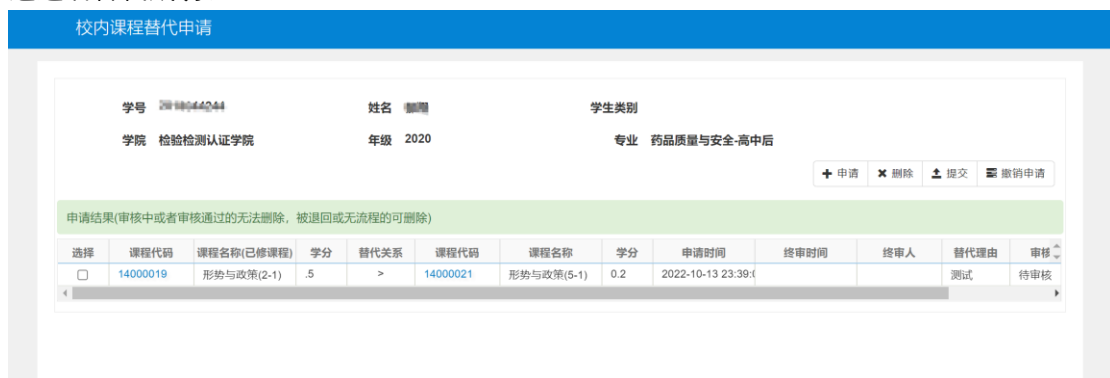 校内课程替代申请
学号 姓名 学生类别
学院 检验检测认证学院 年级 2020 专业 药品质量与安全-高中后
申请 删除 提交 撤销申请
申请结果(审核中或者审核通过的无法删除，被退回或无流程的可删除)
选择 课程代码 课程名称(已修课程) 学分 替代关系 课程代码 课程名称 学分 申请时间 终审时间 终审人 替代理由 审核
14000019 形势与政策(2-1) .5 > 14000021 形势与政策(5-1) 0.2 2022-10-13 23:39:( 测试 待审核